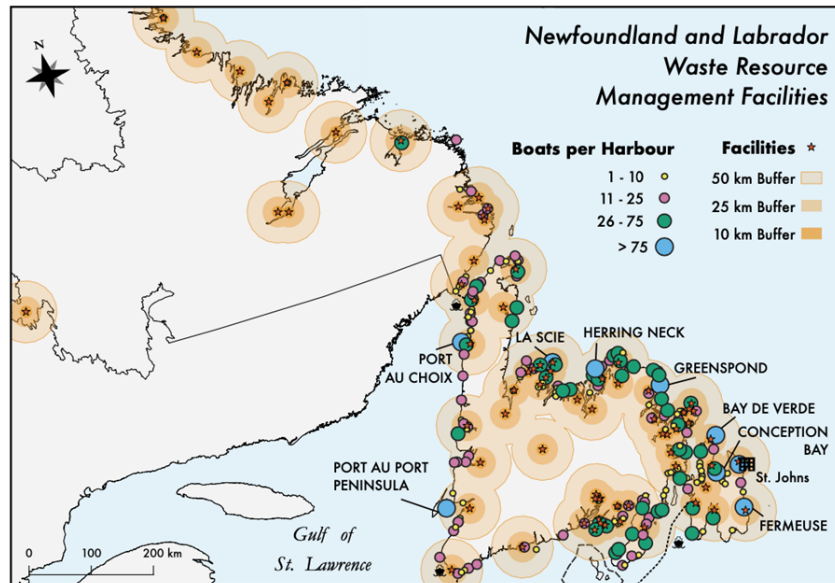 Newfoundland and Labrador
Waste Resource
Management Facilities
N
Boats per Harbour
1 - 10
11 - 25
26 - 75
> 75
Facilities
50 km Buffer
25 km Buffer
10 km Buffer
LA SCIE
HERRING NECK
PORT
AU CHOIX
GREENSPOND
BAY DE VERDE
CONCEPTION
BAY
PORT AU PORT
PENINSULA
St. Johns
FERMEUSE
Gulf of
St. Lawrence
0 100 200 km